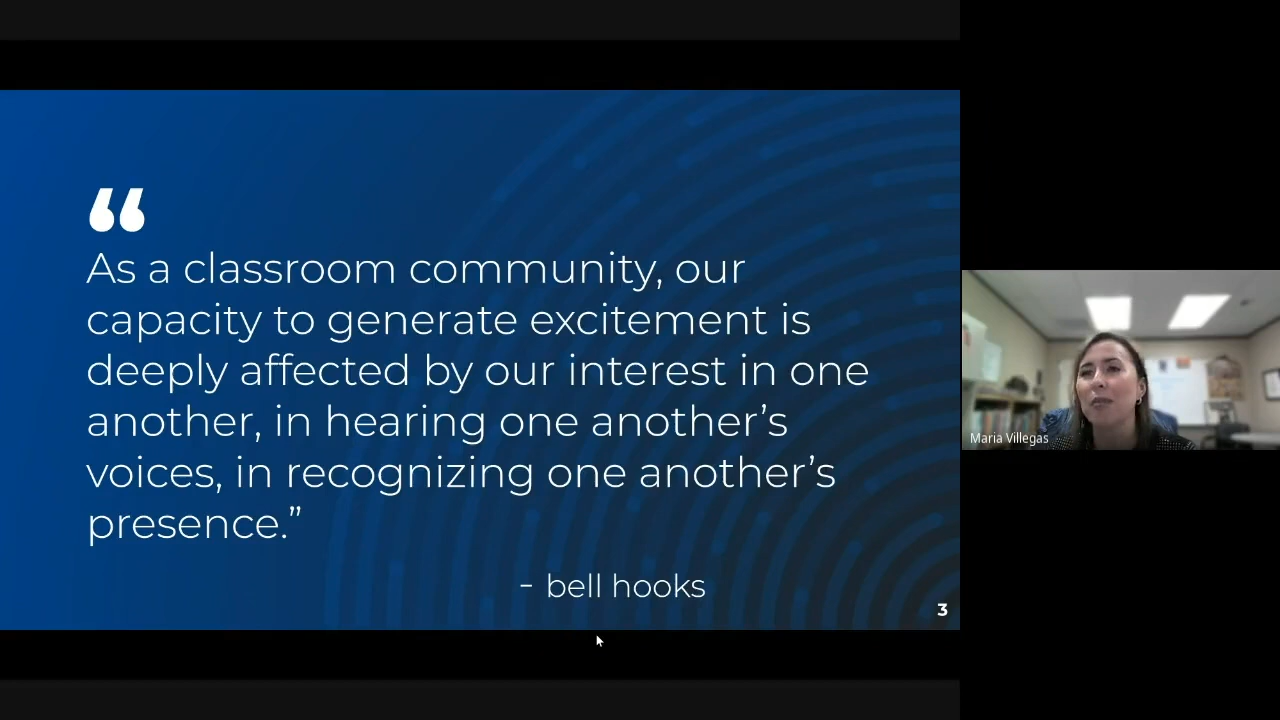 “
As a classroom community, our
capacity to generate excitement is
deeply affected by our interest in one
another, in hearing one another’s
voices, in recognizing one another’s
presence.”
- bell hooks
3
Maria Villegas